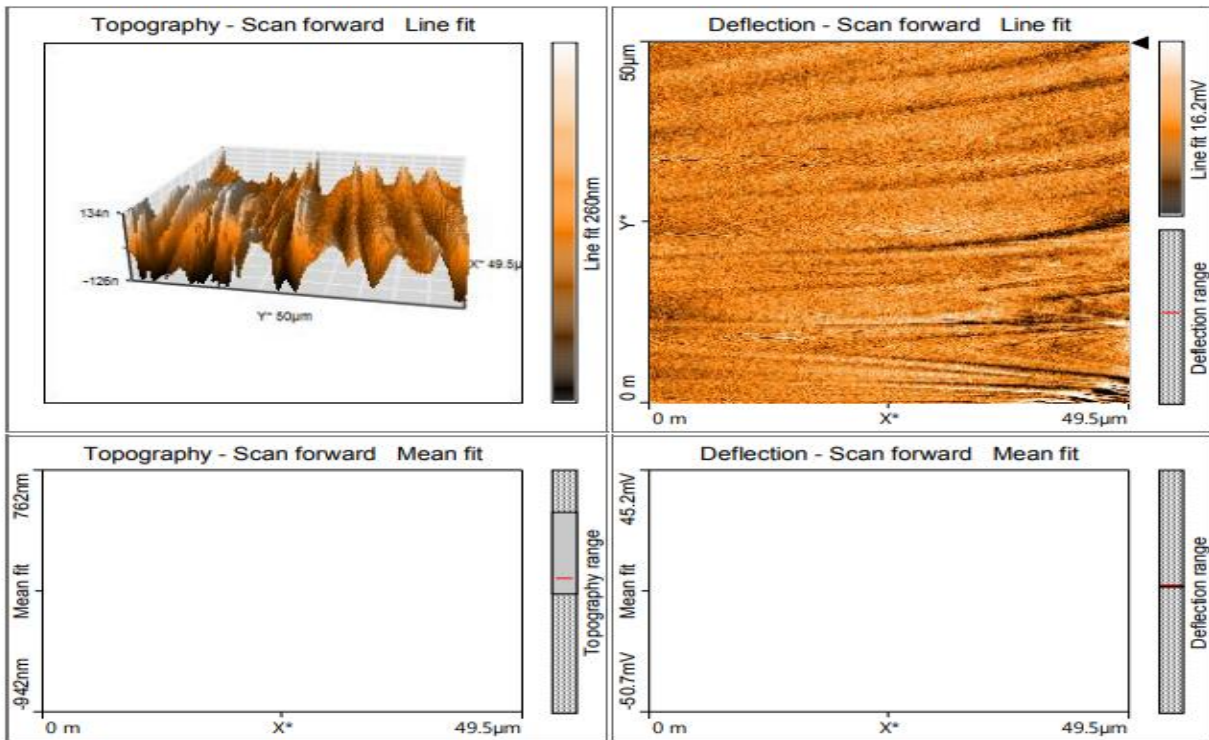 Topography - Scan forward Line fit
134n
-126n
Y* 50µm
X* 49.5µ
Line fit 260nm
Deflection - Scan forward Line fit
50µm
Y*
0 m
0 m X* 49.5µm
Line fit 16.2mV
Deflection range
Topography - Scan forward Mean fit
762nm
Mean fit
-942nm
0 m X* 49.5µm
Topography range
Deflection - Scan forward Mean fit
45.2mV
Mean fit
-50.7mV
0 m X* 49.5µm
Deflection range